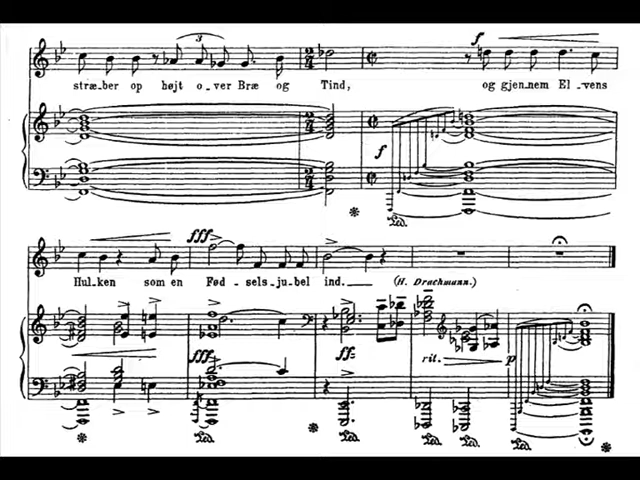 stræ-ber op højt o-ver Bræ og Tind, og gjen-nem El-vens
Hul-ken som en Fød-sels-ju-bel ind. (H. Drachmann.)